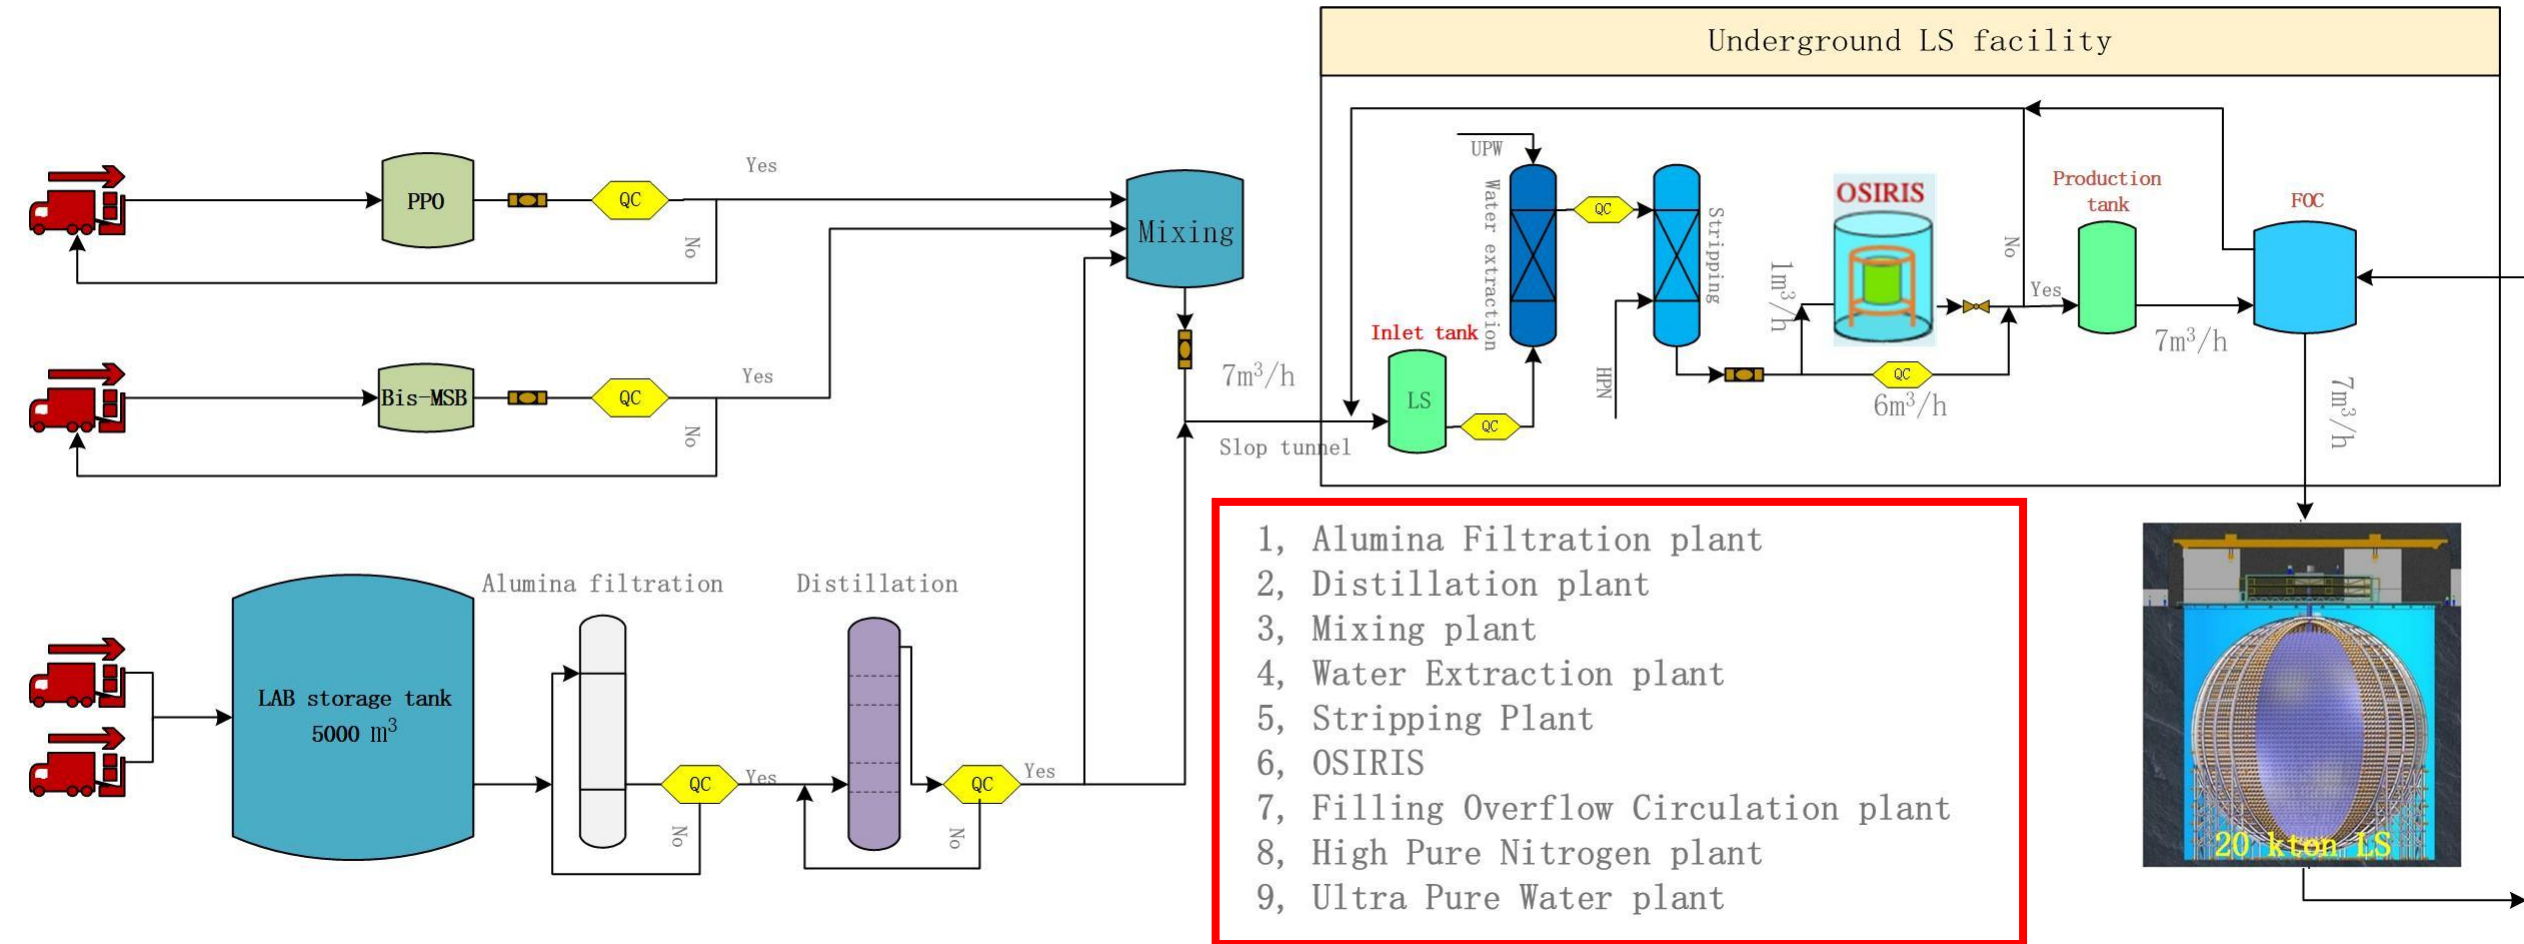 Underground LS facility
PPO
QC
Yes
No
Bis-MSB
QC
Yes
No
Mixing
7m³/h
Slop tunnel
LAB storage tank
5000 m³
Alumina filtration
QC
Yes
No
Distillation
QC
Yes
No
Inlet tank
LS
QC
UPW
Water extraction
QC
Stripping
HPN
1m³/h
OSIRIS
QC
6m³/h
No
Yes
Production
tank
7m³/h
FOC
7m³/h
20 kton LS
1, Alumina Filtration plant
2, Distillation plant
3, Mixing plant
4, Water Extraction plant
5, Stripping Plant
6, OSIRIS
7, Filling Overflow Circulation plant
8, High Pure Nitrogen plant
9, Ultra Pure Water plant